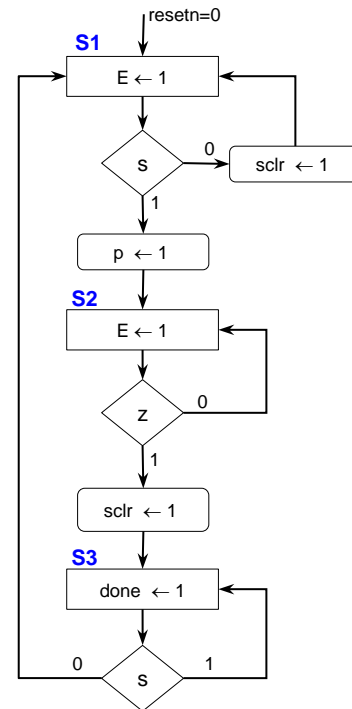 resetn=0
S1
E ← 1
s
0
sclr ← 1
1
p ← 1
S2
E ← 1
z
0
1
sclr ← 1
S3
done ← 1
0
s
1